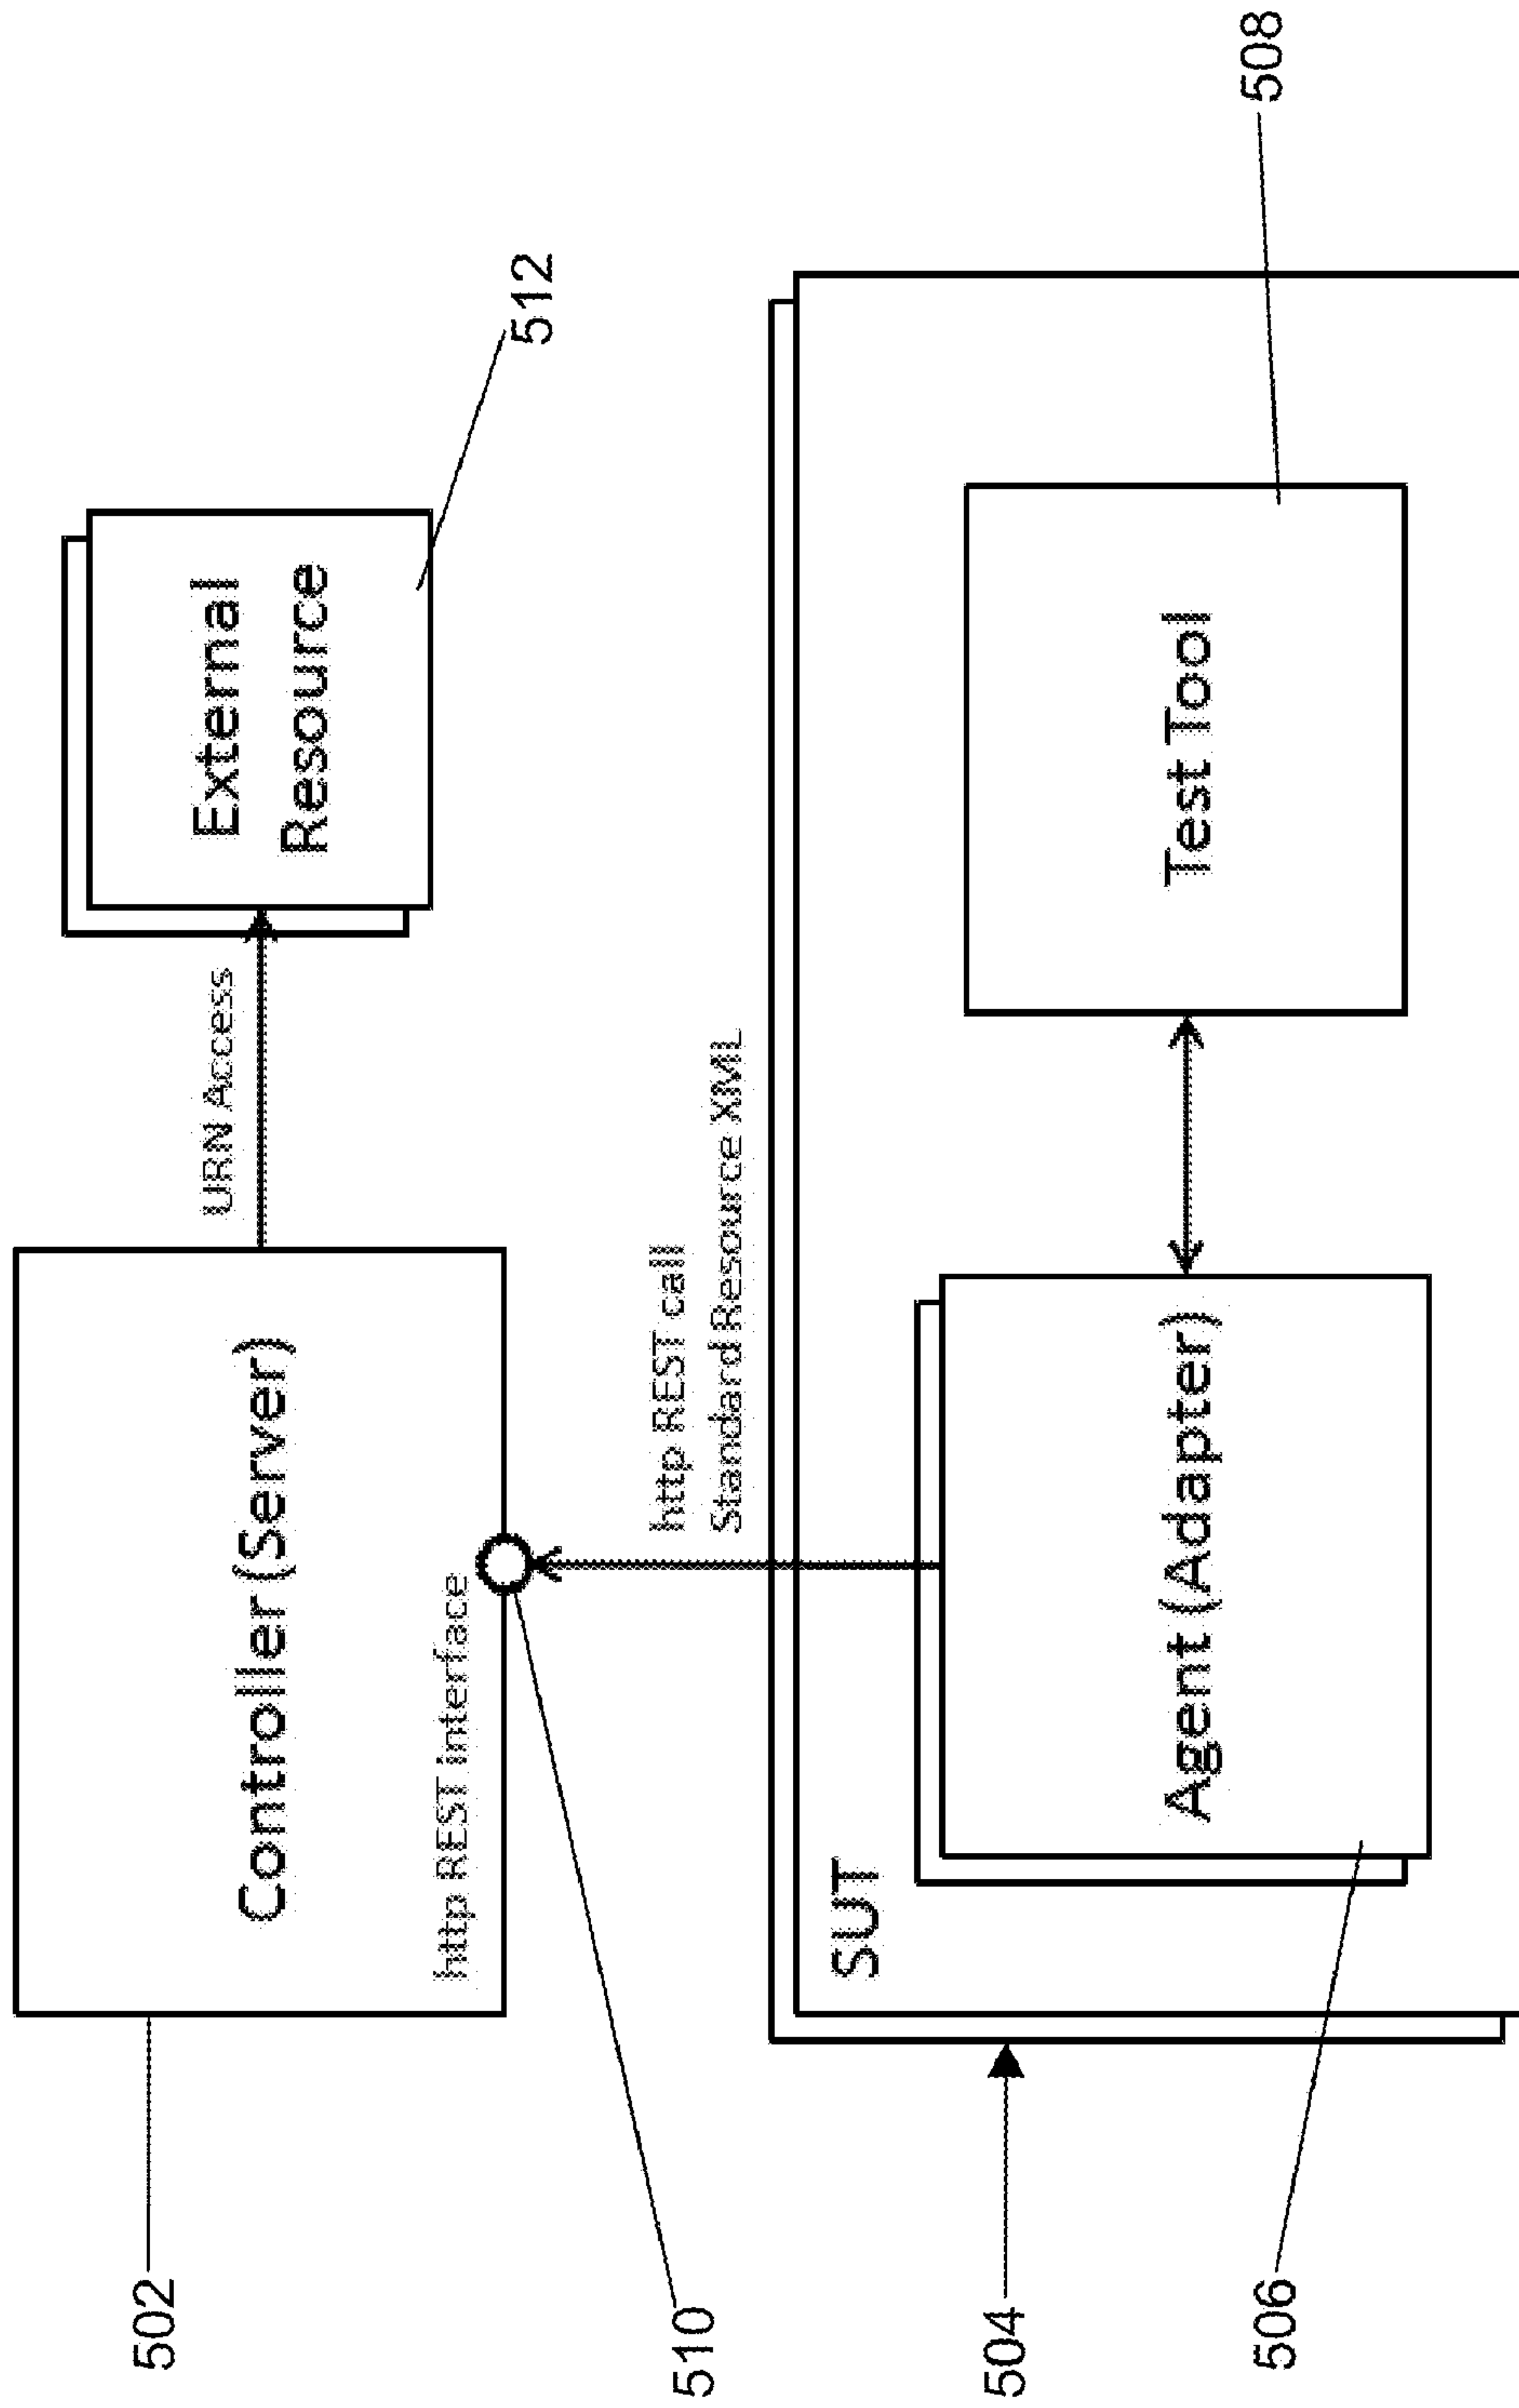 502
Controller (Server)
http REST interface
510
URN Access
External
Resource
512
http REST call
Standard Resource XML
504
SUT
Agent (Adapter)
506
Test Tool
508